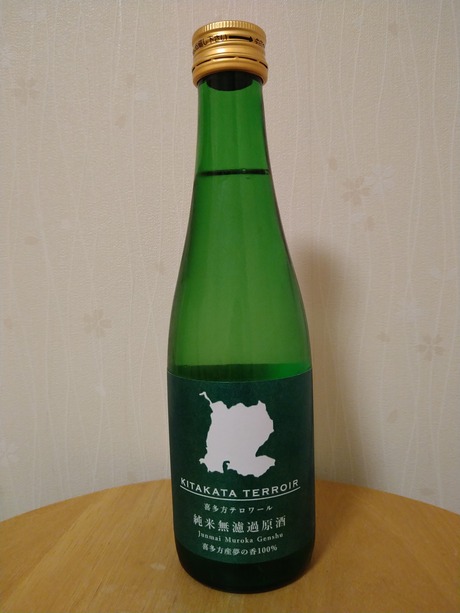 KITAKATA TERROIR
喜多方テロワール
純米無濾過原酒
Junmai Muroka Genshu
喜多方産夢の香100%